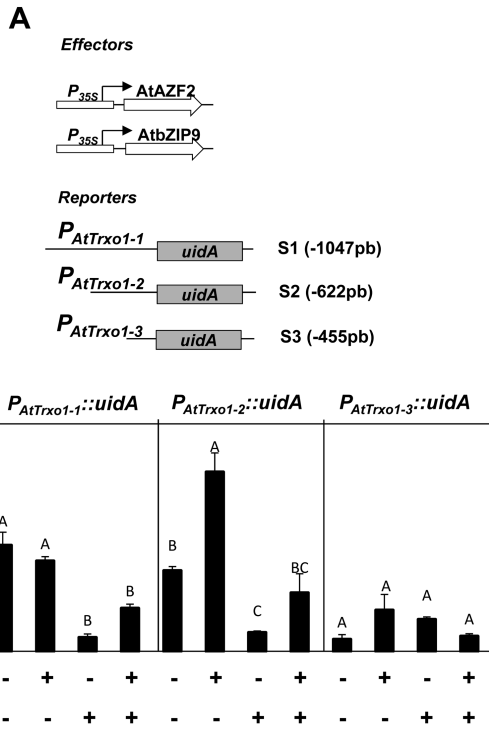 A
Effectors
P35S AtAZF2
P35S AtbZIP9
Reporters
PAtTrxo1-1 uidA S1 (-1047pb)
PAtTrxo1-2 uidA S2 (-622pb)
PAtTrxo1-3 uidA S3 (-455pb)
PAtTrxo1-1::uidA PAtTrxo1-2::uidA PAtTrxo1-3::uidA
A A B B B A C BC A A A A
- + - + - + - + - + - +
- - + + - - + + - - + +